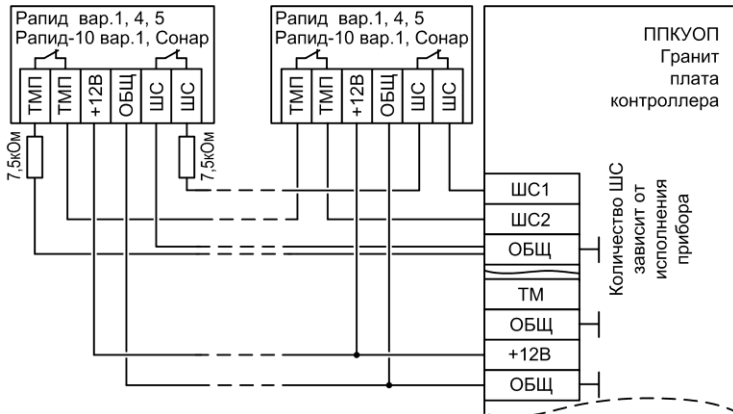 Рапид вар.1, 4, 5
Рапид-10 вар.1, Сонар
ТМП
ТМП
+12В
ОБЩ
ШС
ШС
7,5кОм
7,5кОм
Рапид вар.1, 4, 5
Рапид-10 вар.1, Сонар
ТМП
ТМП
+12В
ОБЩ
ШС
ШС
ППКУОП
Гранит
плата
контроллера
ШС1
ШС2
ОБЩ
ТМ
ОБЩ
+12В
ОБЩ
Количество ШС
зависит от
исполнения
прибора